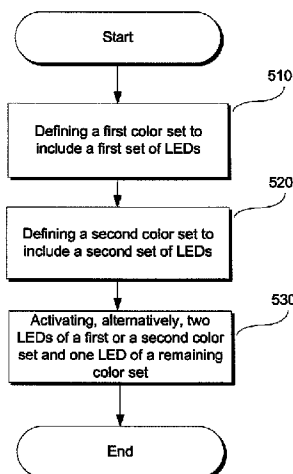 Start
510
Defining a first color set to
include a first set of LEDs
520
Defining a second color set to
include a second set of LEDs
530
Activating, alternatively, two
LEDs of a first or a second color
set and one LED of a remaining
color set
End